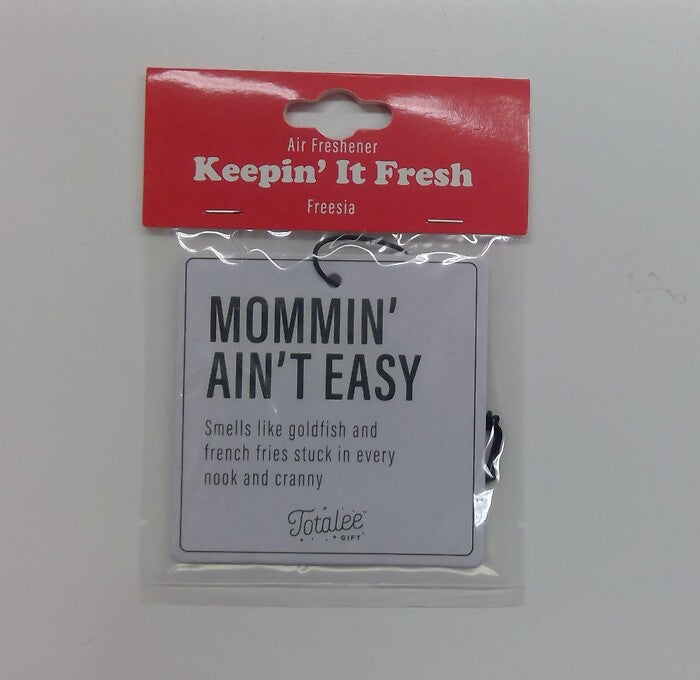 Air Freshener
Keepin' It Fresh
Freesia
MOMMIN'
AIN'T EASY
Smells like goldfish and
french fries stuck in every
nook and cranny
Totalee™
GIFT